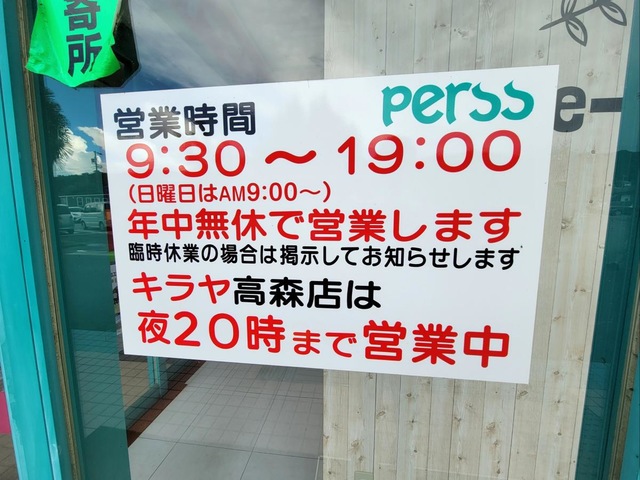 寄所
perss
営業時間
9:30～19:00
(日曜日はAM9:00～)
年中無休で営業します
臨時休業の場合は掲示してお知らせします
キラヤ高森店は
夜20時まで営業中
e-